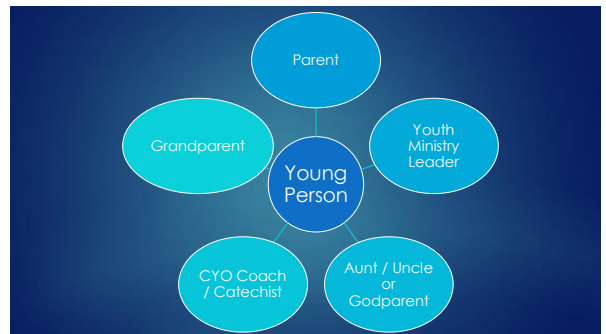 Parent
Grandparent
Youth
Ministry
Leader
Young
Person
CYO Coach
/ Catechist
Aunt / Uncle
or
Godparent